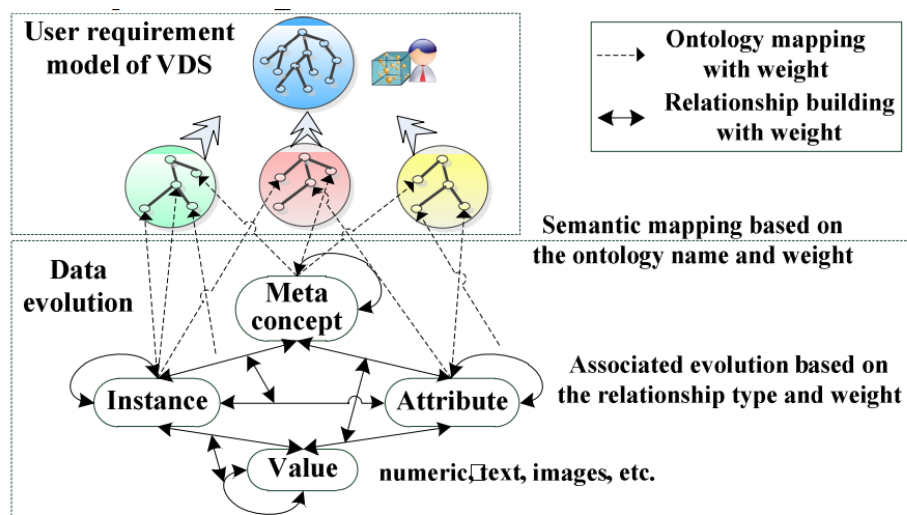 User requirement
model of VDS
Ontology mapping
with weight
Relationship building
with weight
Semantic mapping based on
the ontology name and weight
Data
evolution
Meta
concept
Associated evolution based on
the relationship type and weight
Instance
Attribute
Value
numeric,□text, images, etc.